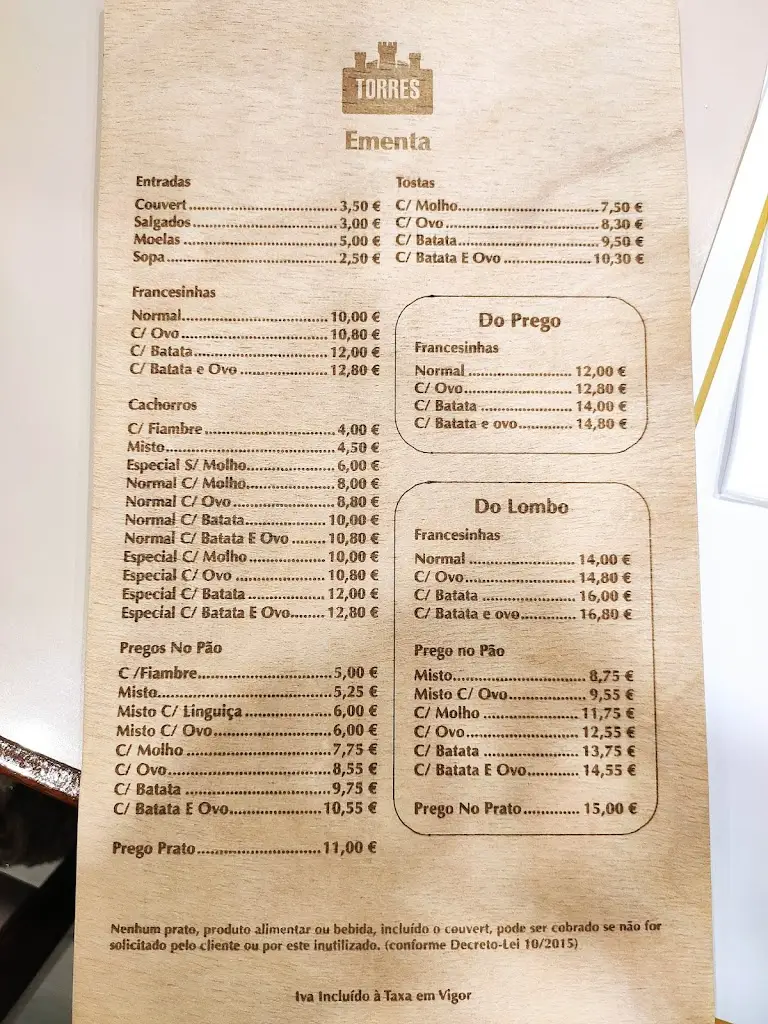 TORRES
Ementa
Entradas
Couvert 3,50 €
Salgados 3,00 €
Moelas 5,00 €
Sopa 2,50 €
Francesinhas
Normal 10,00 €
C/ Ovo 10,80 €
C/ Batata 12,00 €
C/ Batata e Ovo 12,80 €
Cachorros
C/ Fiambre 4,00 €
Misto 4,50 €
Especial S/ Molho 6,00 €
Normal C/ Molho 8,00 €
Normal C/ Ovo 8,80 €
Normal C/ Batata 10,00 €
Normal C/ Batata E Ovo 10,80 €
Especial C/ Molho 10,00 €
Especial C/ Ovo 10,80 €
Especial C/ Batata 12,00 €
Especial C/ Batata E Ovo 12,80 €
Pregos No Pão
C /Fiambre 5,00 €
Misto 5,25 €
Misto C/ Linguiça 6,00 €
Misto C/ Ovo 6,00 €
C/ Molho 7,75 €
C/ Ovo 8,55 €
C/ Batata 9,75 €
C/ Batata E Ovo 10,55 €
Prego Prato 11,00 €
Tostas
C/ Molho 7,50 €
C/ Ovo 8,30 €
C/ Batata 9,50 €
C/ Batata E Ovo 10,30 €
Do Prego
Francesinhas
Normal 12,00 €
C/ Ovo 12,80 €
C/ Batata 14,00 €
C/ Batata e ovo 14,80 €
Do Lombo
Francesinhas
Normal 14,00 €
C/ Ovo 14,80 €
C/ Batata 16,00 €
C/ Batata e ovo 16,80 €
Prego no Pão
Misto 8,75 €
Misto C/ Ovo 9,55 €
C/ Molho 11,75 €
C/ Ovo 12,55 €
C/ Batata 13,75 €
C/ Batata E Ovo 14,55 €
Prego No Prato 15,00 €
Nenhum prato, produto alimentar ou bebida, incluído o couvert, pode ser cobrado se não for
solicitado pelo cliente ou por este inutilizado. (conforme Decreto-Lei 10/2015)
Iva Incluído à Taxa em Vigor